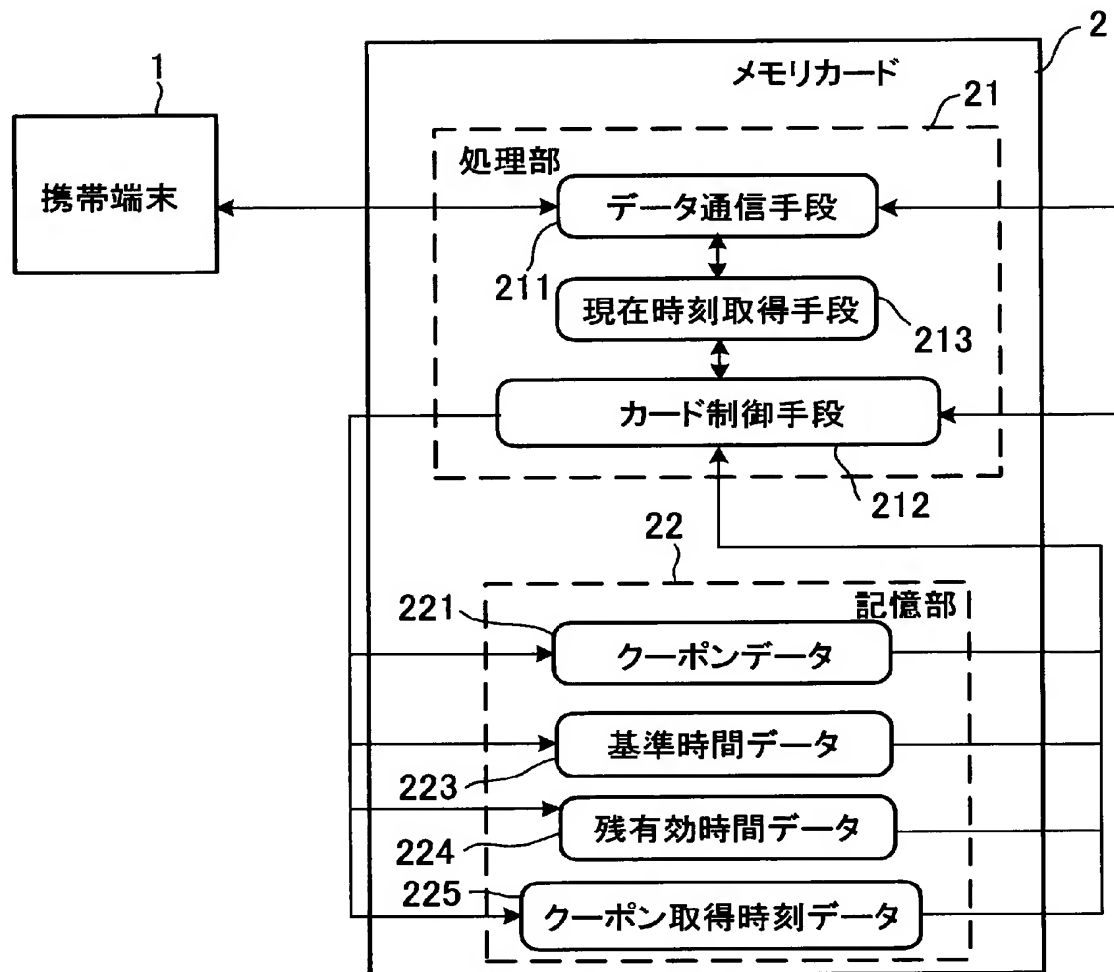 2
1
メモリカード
21
処理部
携帯端末
データ通信手段
211
現在時刻取得手段
213
カード制御手段
212
22
記憶部
221
クーポンデータ
基準時間データ
223
残有効時間データ
224
225
クーポン取得時刻データ